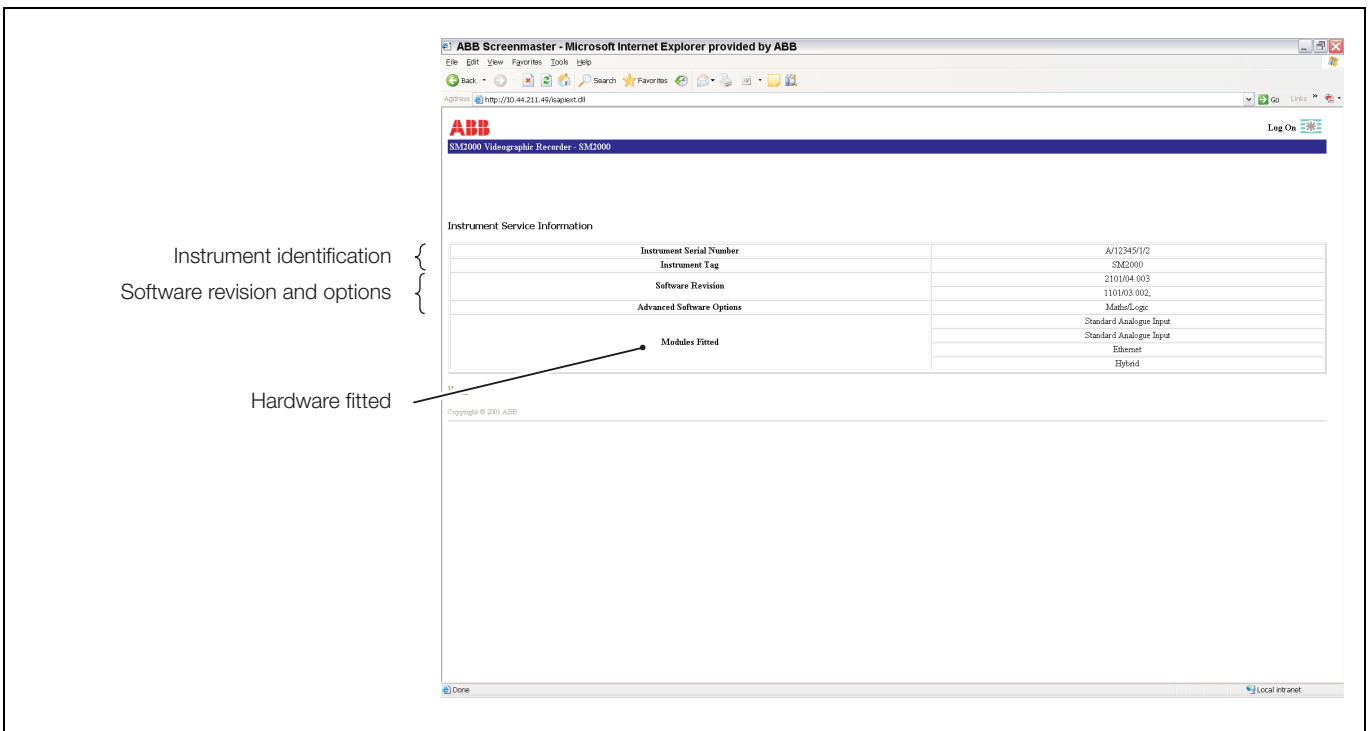 ABB Screenmaster - Microsoft Internet Explorer provided by ABB
File Edit View Favorites Tools Help
Back Search Favorites
Address http://10.44.211.49/isapiext.dll Go Links »
ABB Log On
SM2000 Videographic Recorder - SM2000
Instrument Service Information
Instrument identification
Software revision and options
Hardware fitted
Instrument Serial Number A/12345/1/2
Instrument Tag SM2000
Software Revision 2101/04.003
1101/03.002;
Advanced Software Options Maths/Logic
Modules Fitted Standard Analogue Input
Standard Analogue Input
Ethernet
Hybrid
Copyright © 2001 ABB
Done Local intranet